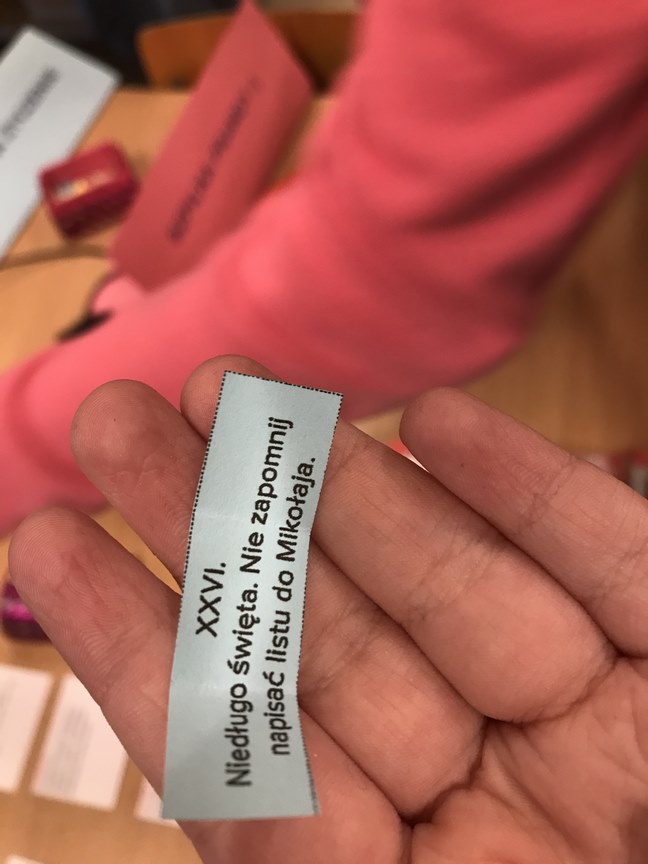 XXVI.
Niedługo święta. Nie zapomnij
napisać listu do Mikołaja.